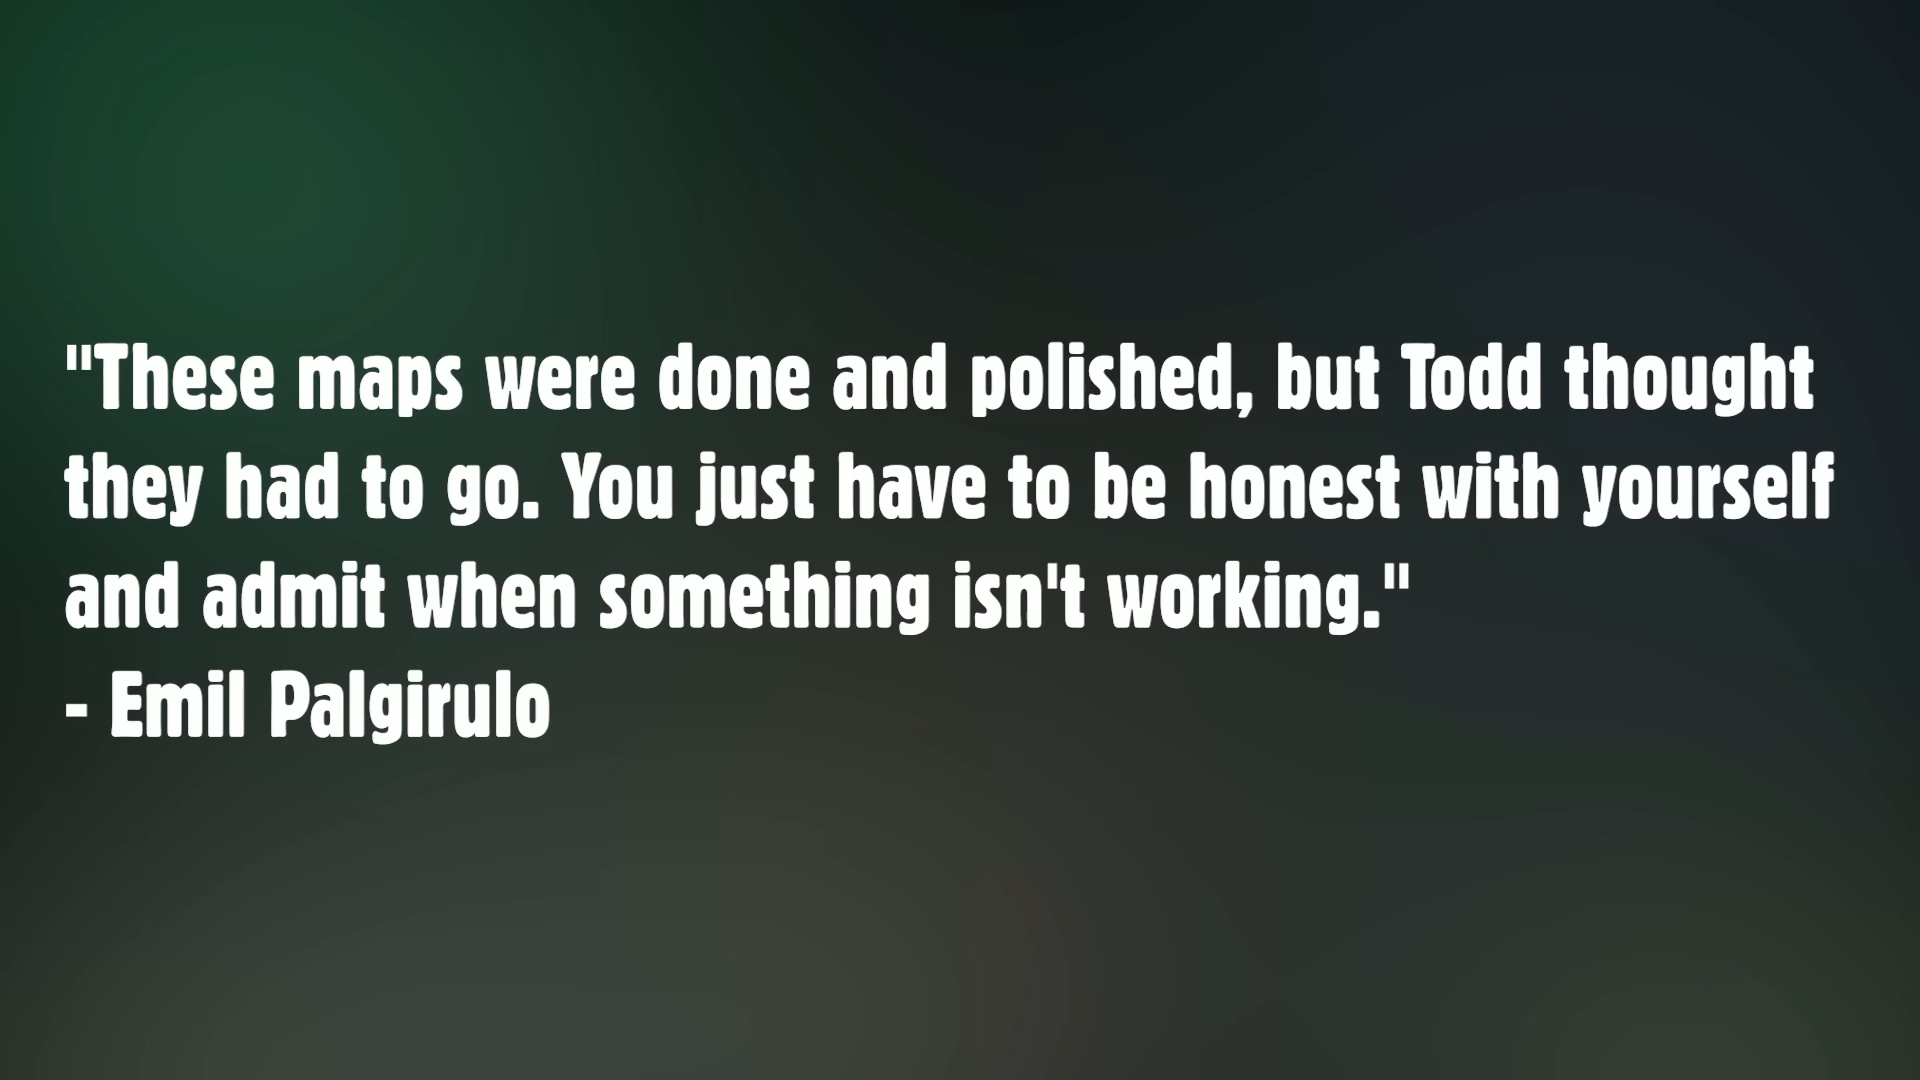 "These maps were done and polished, but Todd thought
they had to go. You just have to be honest with yourself
and admit when something isn't working."
- Emil Palgirulo